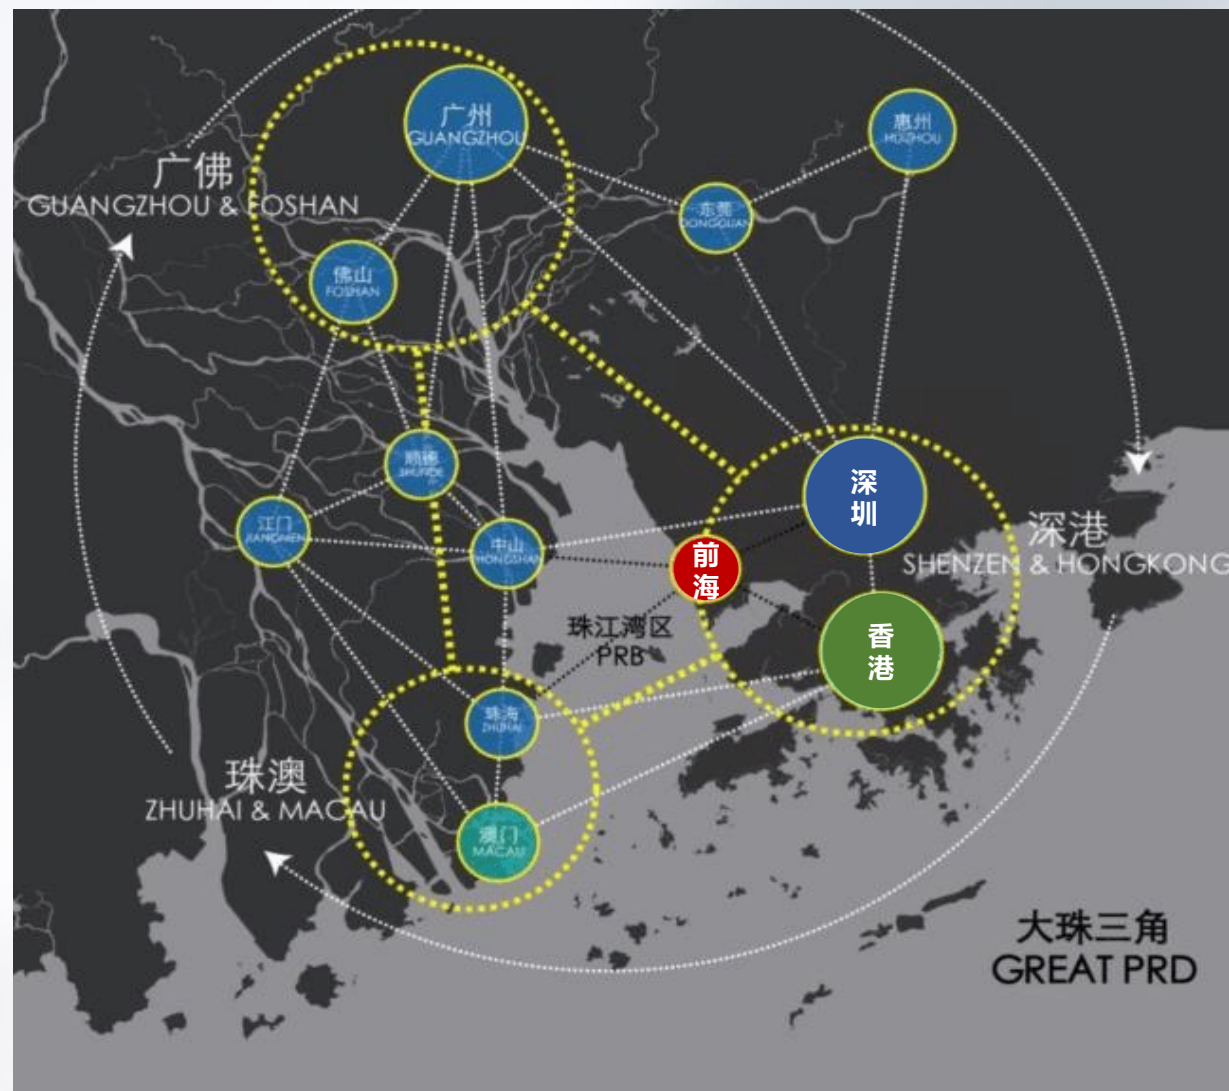 广州
GUANGZHOU
惠州
HUIZHOU
广佛
GUANGZHOU & FOSHAN
东莞
DONGGUAN
佛山
FOSHAN
顺德
SHUNDE
深
圳
江门
JIANGMEN
中山
ZHONGSHAN
前
海
深港
SHENZEN & HONGKONG
珠江湾区
PRB
香
港
珠海
ZHUHAI
珠澳
ZHUHAI & MACAU
澳门
MACAU
大珠三角
GREAT PRD